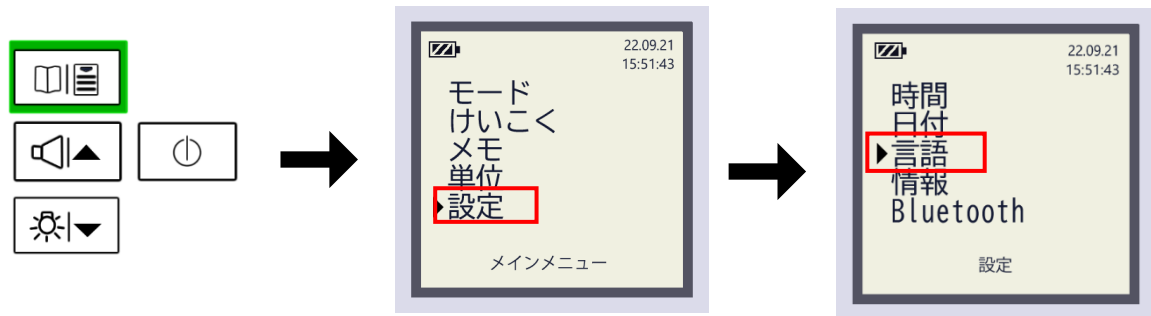 22.09.21
15:51:43
モード
けいこく
メモ
単位
設定
メインメニュー
22.09.21
15:51:43
時間
日付
言語
情報
Bluetooth
設定